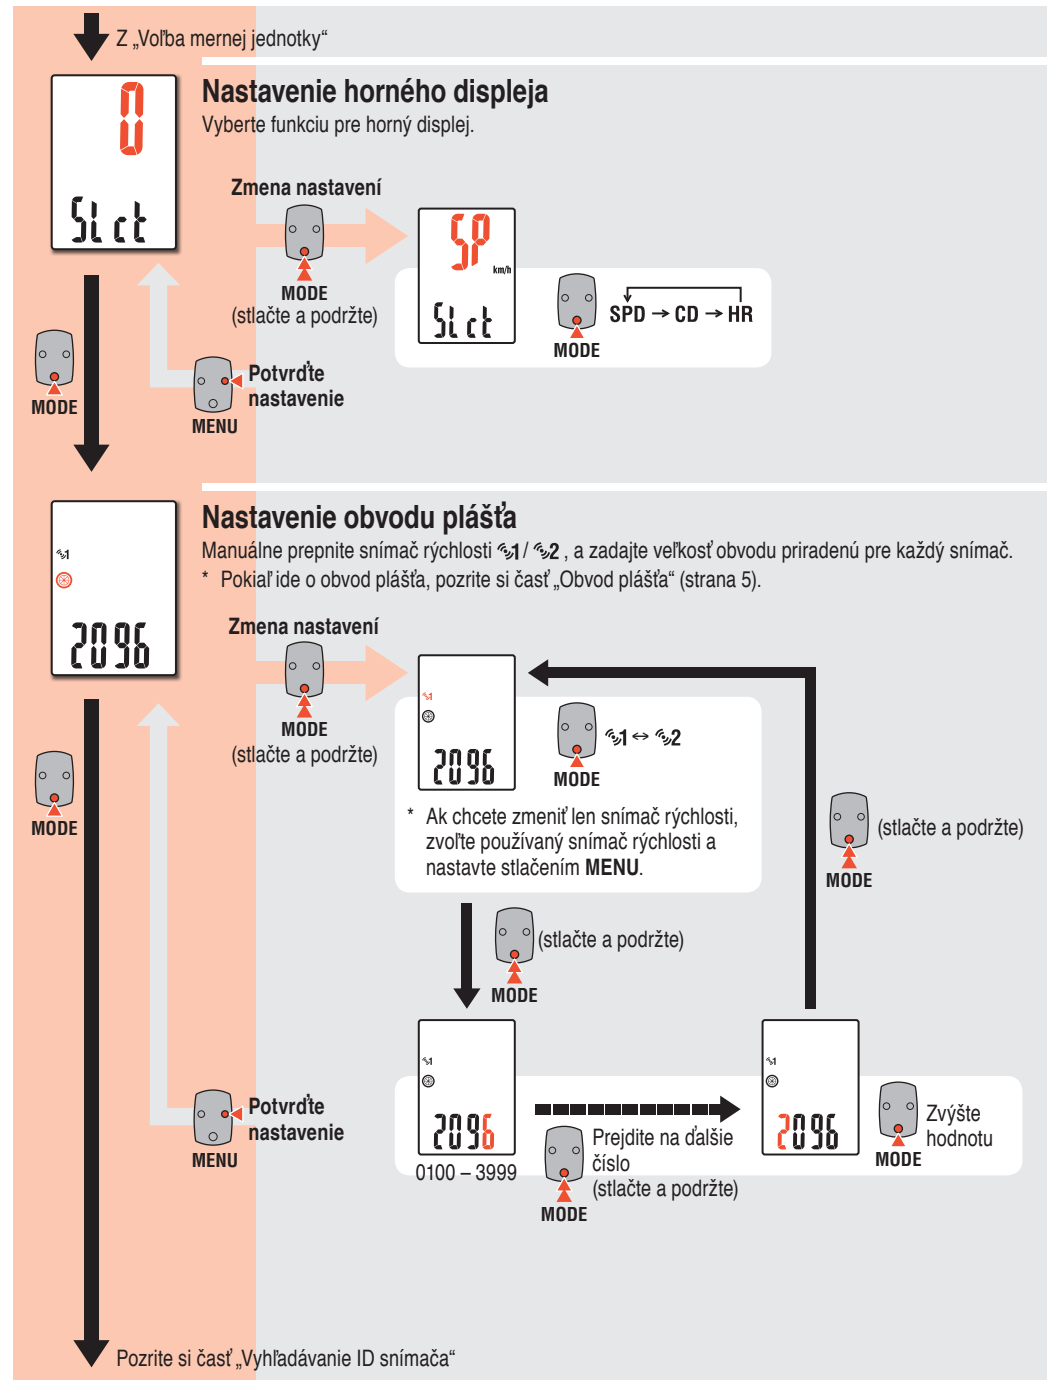 Z „Voľba mernej jednotky“
Nastavenie horného displeja
Vyberte funkciu pre horný displej.
0
Slct
Zmena nastavení
MODE
(stlačte a podržte)
SP
km/h
Slct
MODE
SPD → CD → HR
MODE
Potvrďte
nastavenie
MENU
Nastavenie obvodu plášťa
Manuálne prepnite snímač rýchlosti 1 / 2 , a zadajte veľkosť obvodu priradenú pre každý snímač.
* Pokiaľ ide o obvod plášťa, pozrite si časť „Obvod plášťa“ (strana 5).
1
2096
Zmena nastavení
MODE
(stlačte a podržte)
1
2096
MODE
1 ↔ 2
* Ak chcete zmeniť len snímač rýchlosti,
zvoľte používaný snímač rýchlosti a
nastavte stlačením MENU.
MODE
(stlačte a podržte)
MODE
(stlačte a podržte)
MODE
Potvrďte
nastavenie
MENU
1
2096
0100 – 3999
Prejdite na ďalšie
číslo
(stlačte a podržte)
MODE
1
2096
MODE
Zvýšte
hodnotu
Pozrite si časť „Vyhľadávanie ID snímača“